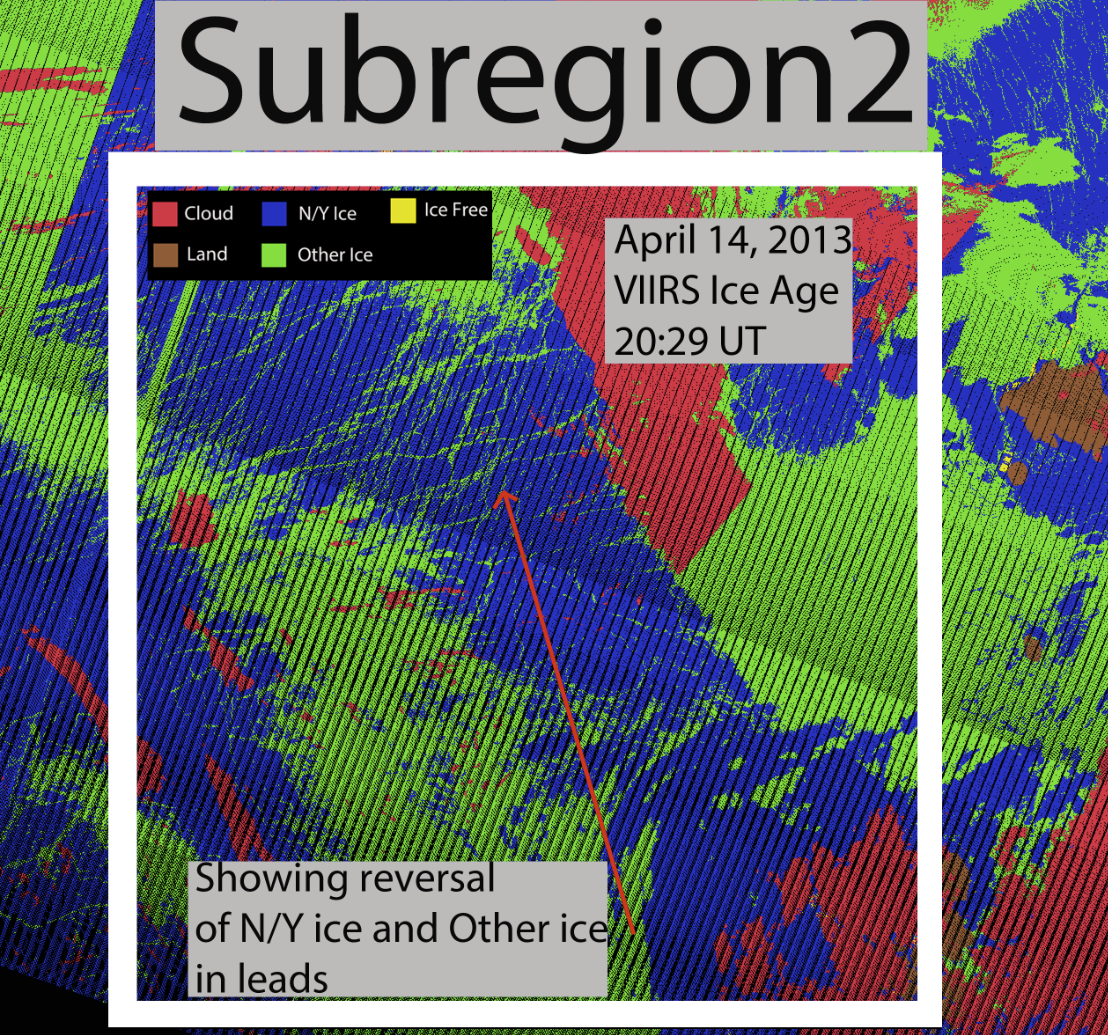 Subregion2
Cloud N/Y Ice Ice Free
Land Other Ice
April 14, 2013
VIIRS Ice Age
20:29 UT
Showing reversal
of N/Y ice and Other ice
in leads